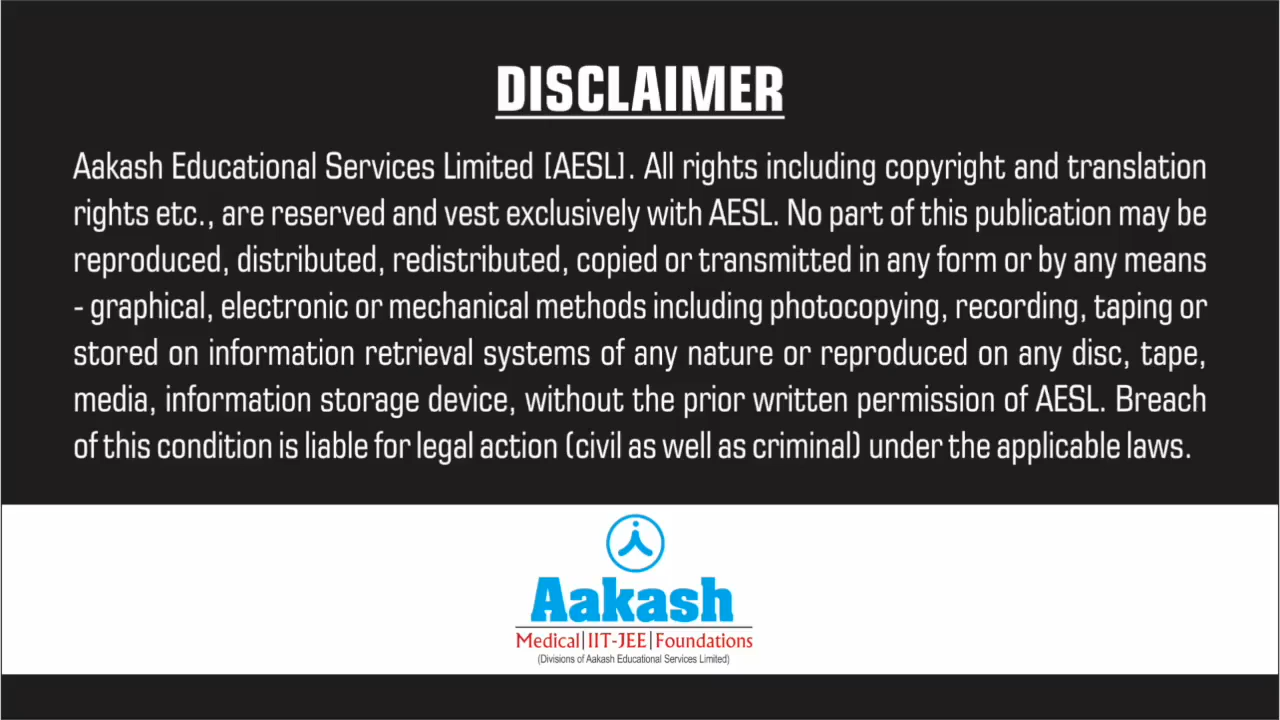 DISCLAIMER
Aakash Educational Services Limited [AESL]. All rights including copyright and translation
rights etc., are reserved and vest exclusively with AESL. No part of this publication may be
reproduced, distributed, redistributed, copied or transmitted in any form or by any means
- graphical, electronic or mechanical methods including photocopying, recording, taping or
stored on information retrieval systems of any nature or reproduced on any disc, tape,
media, information storage device, without the prior written permission of AESL. Breach
of this condition is liable for legal action (civil as well as criminal) under the applicable laws.
Aakash
Medical|IIT-JEE|Foundations
(Divisions of Aakash Educational Services Limited)